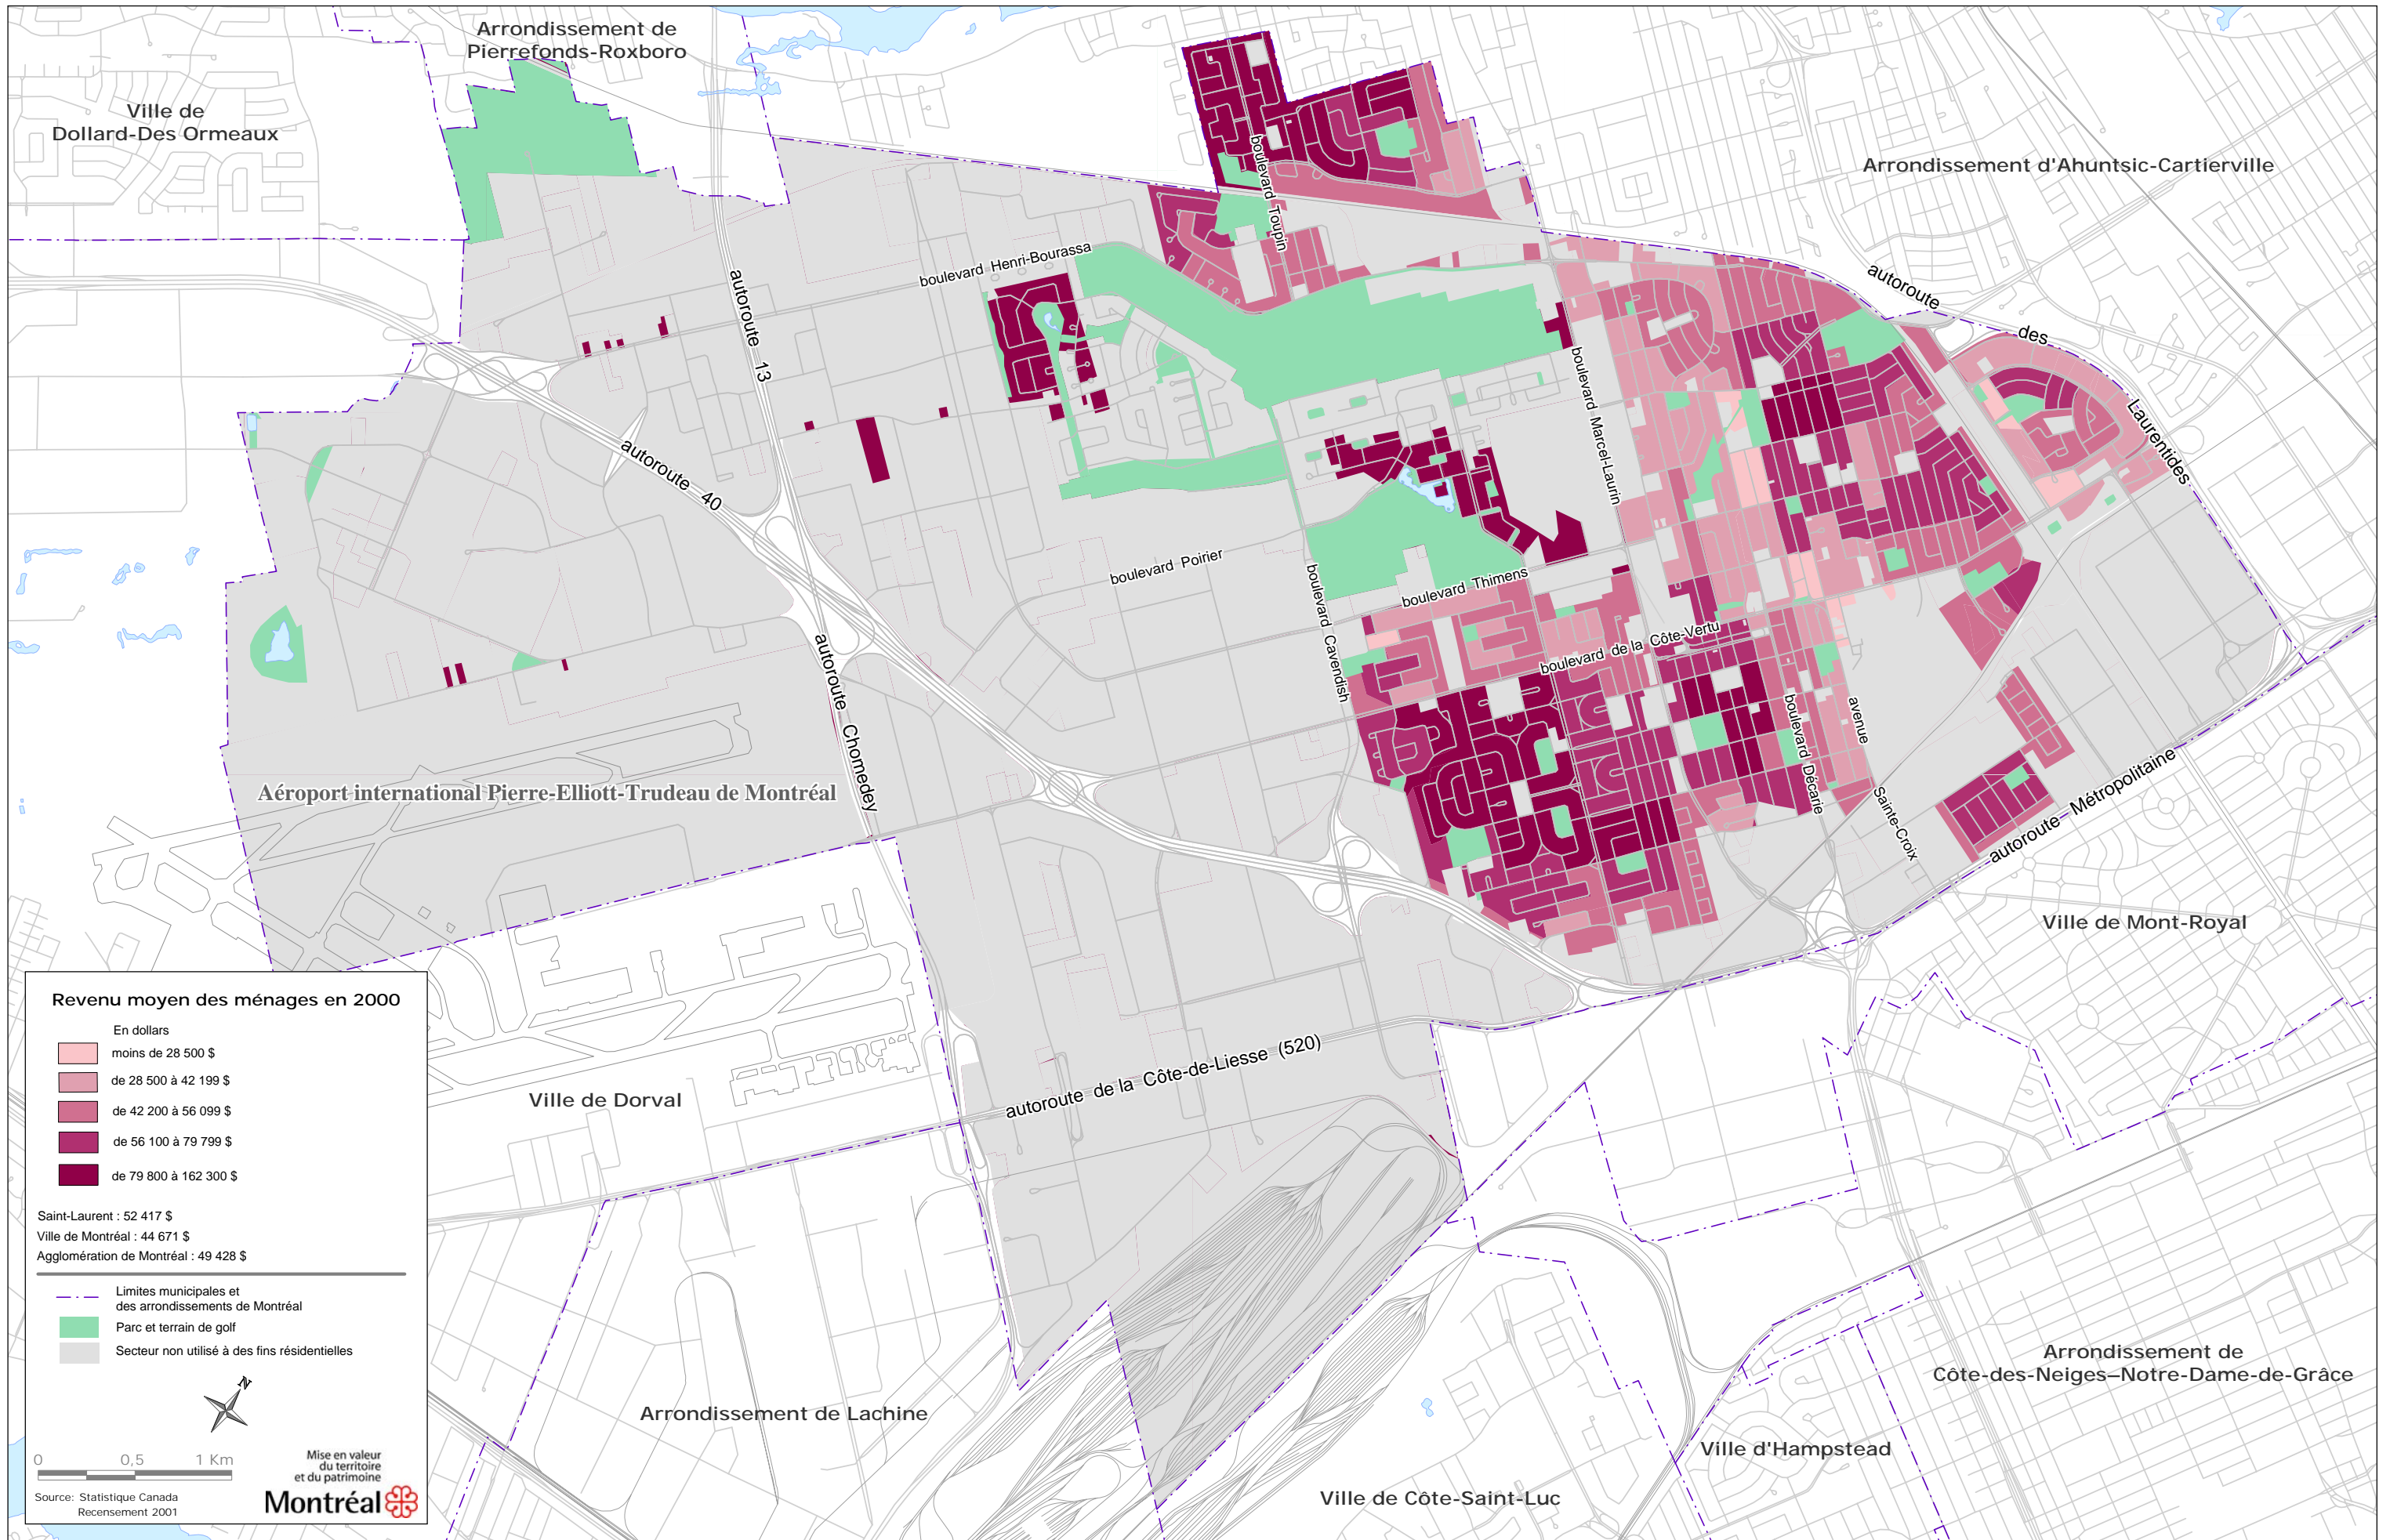 Arrondissement de
Pierrefonds-Roxboro
Ville de
Dollard-Des Ormeaux
Arrondissement d'Ahuntsic-Cartierville
boulevard Toupin
boulevard Henri-Bourassa
autoroute 13
autoroute des Laurentides
boulevard Marcel-Laurin
autoroute 40
boulevard Poirier
boulevard Thimens
boulevard Cavendish
boulevard de la Côte-Vertu
autoroute Chomedey
boulevard Décarie
avenue Sainte-Croix
autoroute Métropolitaine
Aéroport international Pierre-Elliott-Trudeau de Montréal
Ville de Mont-Royal
autoroute de la Côte-de-Liesse (520)
Ville de Dorval
Arrondissement de Lachine
Arrondissement de
Côte-des-Neiges–Notre-Dame-de-Grâce
Ville d'Hampstead
Ville de Côte-Saint-Luc
Revenu moyen des ménages en 2000
En dollars
moins de 28 500 $
de 28 500 à 42 199 $
de 42 200 à 56 099 $
de 56 100 à 79 799 $
de 79 800 à 162 300 $
Saint-Laurent : 52 417 $
Ville de Montréal : 44 671 $
Agglomération de Montréal : 49 428 $
Limites municipales et
des arrondissements de Montréal
Parc et terrain de golf
Secteur non utilisé à des fins résidentielles
N
0 0,5 1 Km
Source: Statistique Canada
Recensement 2001
Mise en valeur
du territoire
et du patrimoine
Montréal